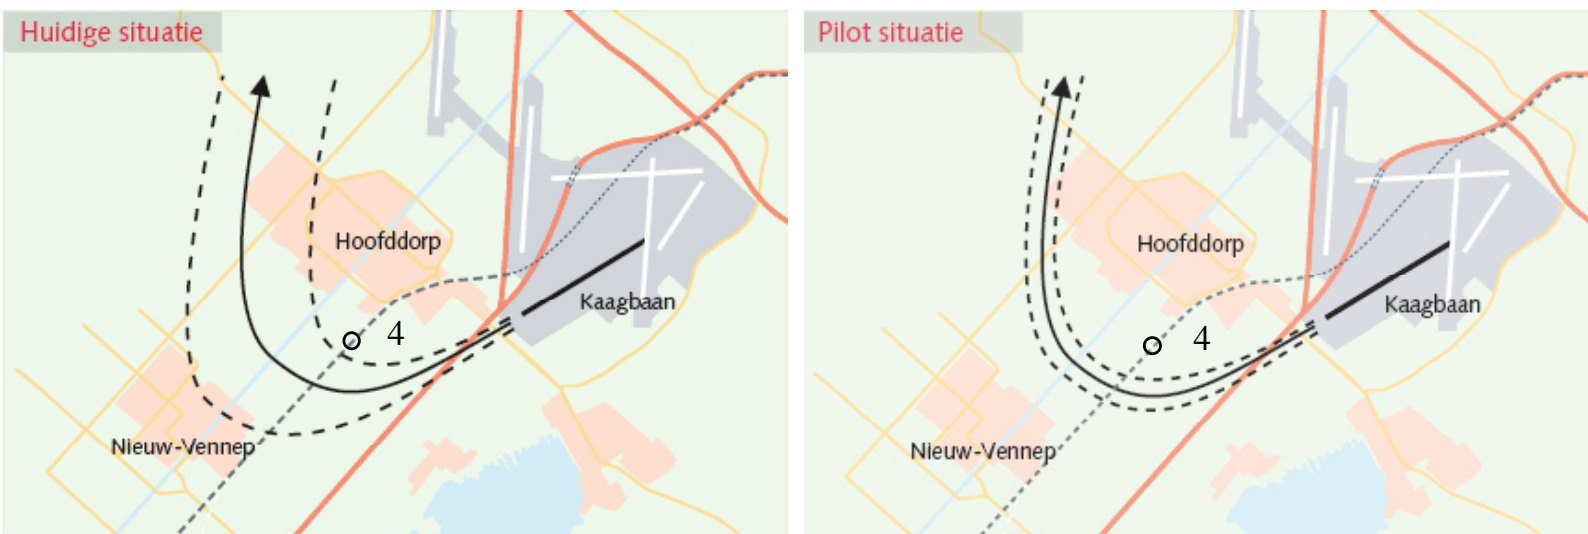 Huidige situatie
Hoofddorp
Kaagbaan
4
Nieuw-Vennep
Pilot situatie
Hoofddorp
Kaagbaan
4
Nieuw-Vennep